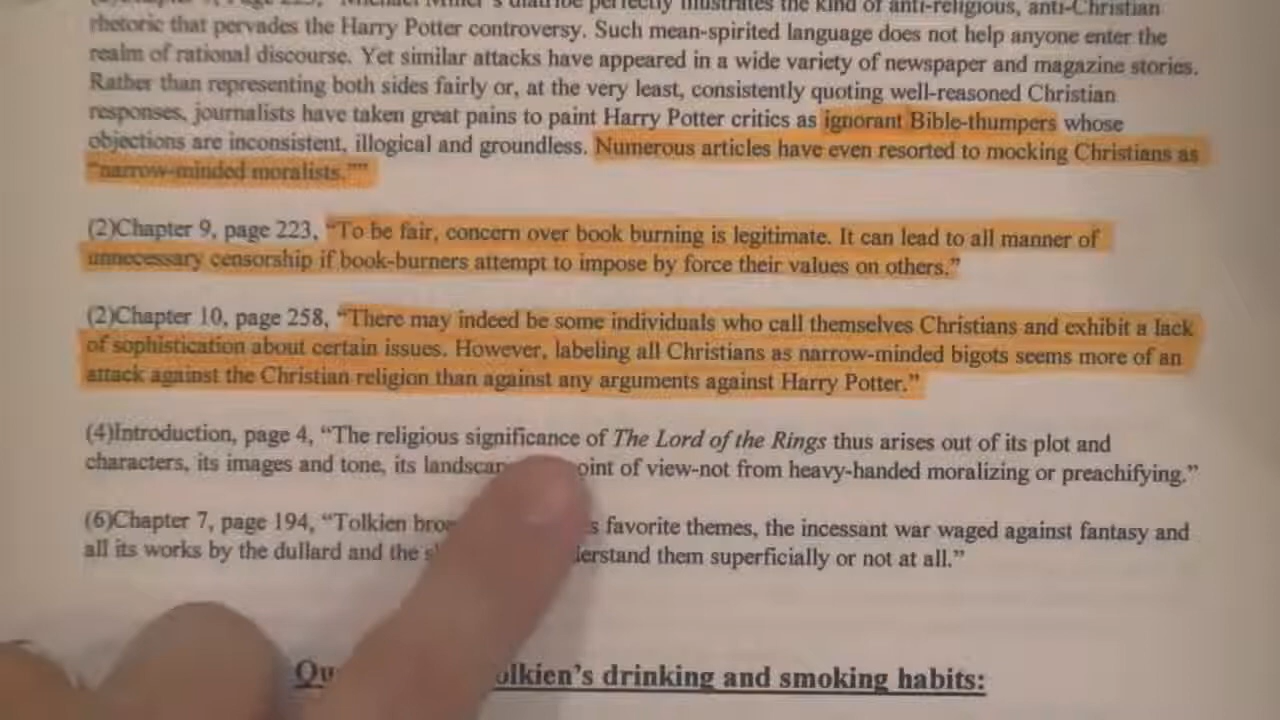 Michael Miller's diatribe perfectly illustrates the kind of anti-religious, anti-Christian
rhetoric that pervades the Harry Potter controversy. Such mean-spirited language does not help anyone enter the
realm of rational discourse. Yet similar attacks have appeared in a wide variety of newspaper and magazine stories.
Rather than representing both sides fairly or, at the very least, consistently quoting well-reasoned Christian
responses, journalists have taken great pains to paint Harry Potter critics as ignorant Bible-thumpers whose
objections are inconsistent, illogical and groundless. Numerous articles have even resorted to mocking Christians as
"narrow-minded moralists.""
(2)Chapter 9, page 223, "To be fair, concern over book burning is legitimate. It can lead to all manner of
unnecessary censorship if book-burners attempt to impose by force their values on others."
(2)Chapter 10, page 258, "There may indeed be some individuals who call themselves Christians and exhibit a lack
of sophistication about certain issues. However, labeling all Christians as narrow-minded bigots seems more of an
attack against the Christian religion than against any arguments against Harry Potter."
(4)Introduction, page 4, "The religious significance of The Lord of the Rings thus arises out of its plot and
characters, its images and tone, its of view-not from heavy-handed moralizing or preachifying."
(6)Chapter 7, page 194, "Tolkien favorite themes, the incessant war waged against fantasy and
all its works by the dullard and the them superficially or not at all."
drinking and smoking habits: